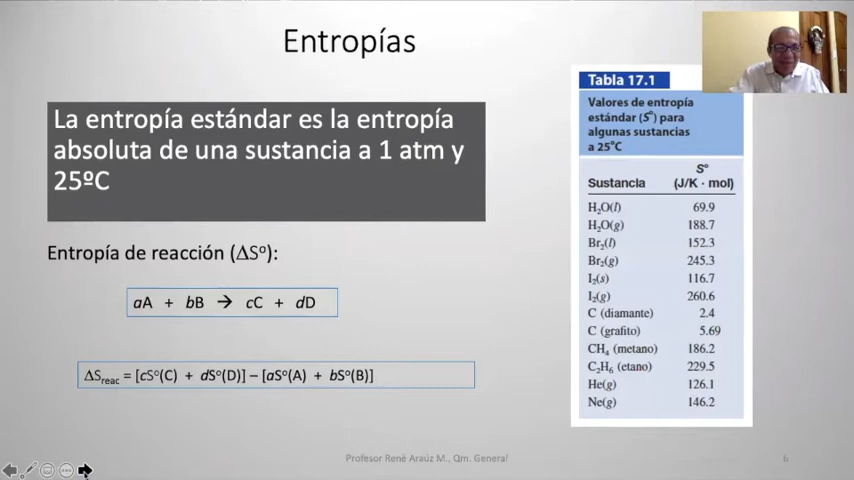 Entropías
La entropía estándar es la entropía
absoluta de una sustancia a 1 atm y
25ºC
Entropía de reacción (ΔSº):
aA + bB → cC + dD
ΔSreac = [cSº(C) + dSº(D)] – [aSº(A) + bSº(B)]
Tabla 17.1
Valores de entropía
estándar (S°) para
algunas sustancias
a 25°C
S°
Sustancia (J/K · mol)
H₂O(l) 69.9
H₂O(g) 188.7
Br₂(l) 152.3
Br₂(g) 245.3
I₂(s) 116.7
I₂(g) 260.6
C (diamante) 2.4
C (grafito) 5.69
CH₄ (metano) 186.2
C₂H₆ (etano) 229.5
He(g) 126.1
Ne(g) 146.2
Profesor René Araúz M., Qm. General
6